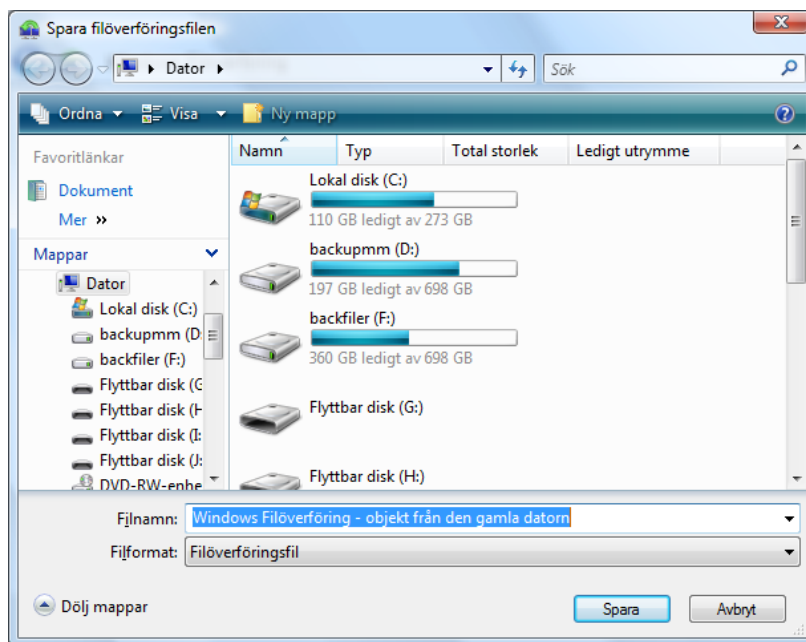 Spara filöverföringsfilen
Dator
Sök
Ordna Visa Ny mapp
Favoritlänkar
Dokument
Mer »
Mappar
Dator
Lokal disk (C:)
backupmm (D
backfiler (F:)
Flyttbar disk (G
Flyttbar disk (H
Flyttbar disk (I:
Flyttbar disk (J:
DVD-RW-enhe
Namn Typ Total storlek Ledigt utrymme
Lokal disk (C:)
110 GB ledigt av 273 GB
backupmm (D:)
197 GB ledigt av 698 GB
backfiler (F:)
360 GB ledigt av 698 GB
Flyttbar disk (G:)
Flyttbar disk (H:)
Filnamn: Windows Filöverföring - objekt från den gamla datorn
Filformat: Filöverföringsfil
Dölj mappar Spara Avbryt